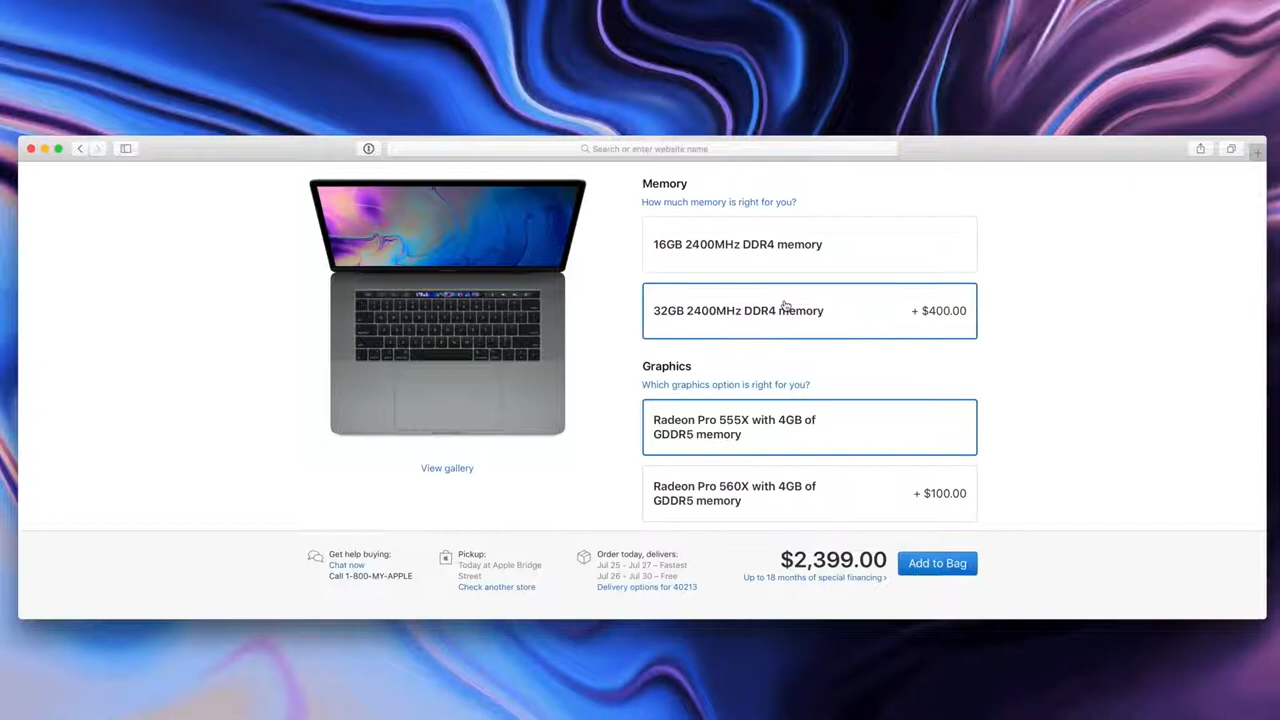 Search or enter website name
Memory
How much memory is right for you?
16GB 2400MHz DDR4 memory
32GB 2400MHz DDR4 memory
+ $400.00
Graphics
Which graphics option is right for you?
Radeon Pro 555X with 4GB of
GDDR5 memory
Radeon Pro 560X with 4GB of
GDDR5 memory
+ $100.00
View gallery
Get help buying:
Chat now
Call 1-800-MY-APPLE
Pickup:
Today at Apple Bridge
Street
Check another store
Order today, delivers:
Jul 25 - Jul 27 – Fastest
Jul 26 - Jul 30 – Free
Delivery options for 40213
$2,399.00
Up to 18 months of special financing ›
Add to Bag